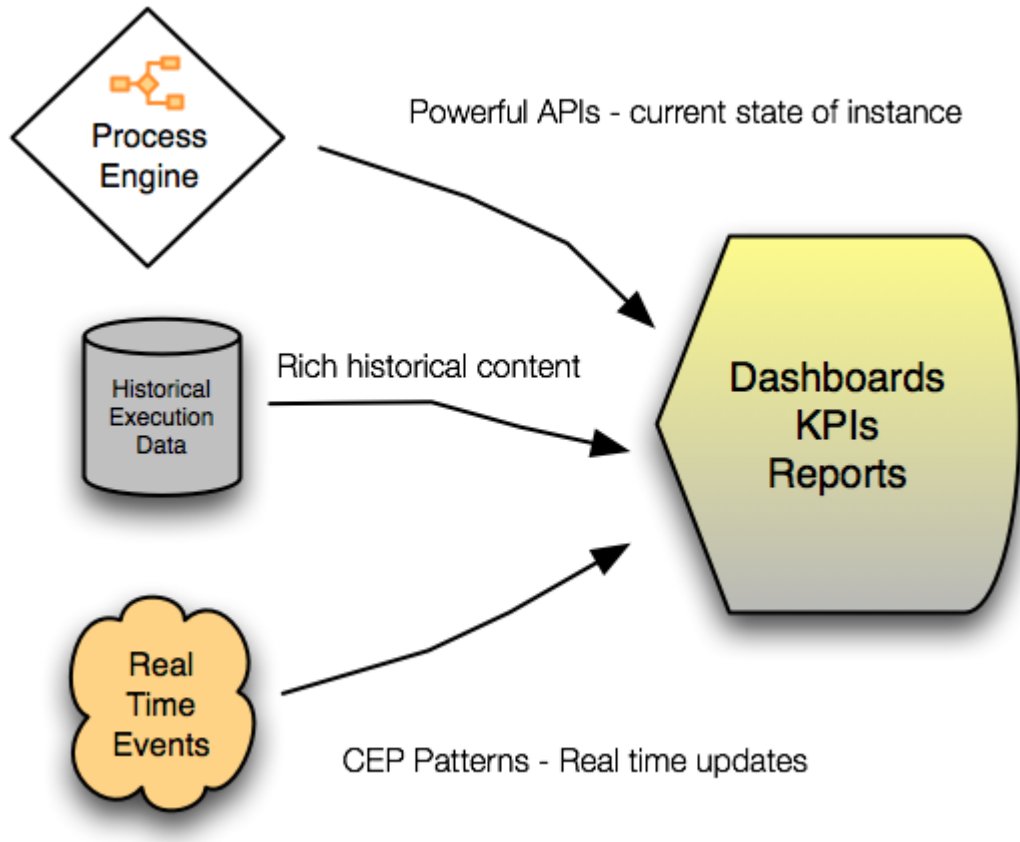 Process
Engine
Powerful APIs - current state of instance
Historical
Execution
Data
Rich historical content
Dashboards
KPIs
Reports
Real
Time
Events
CEP Patterns - Real time updates